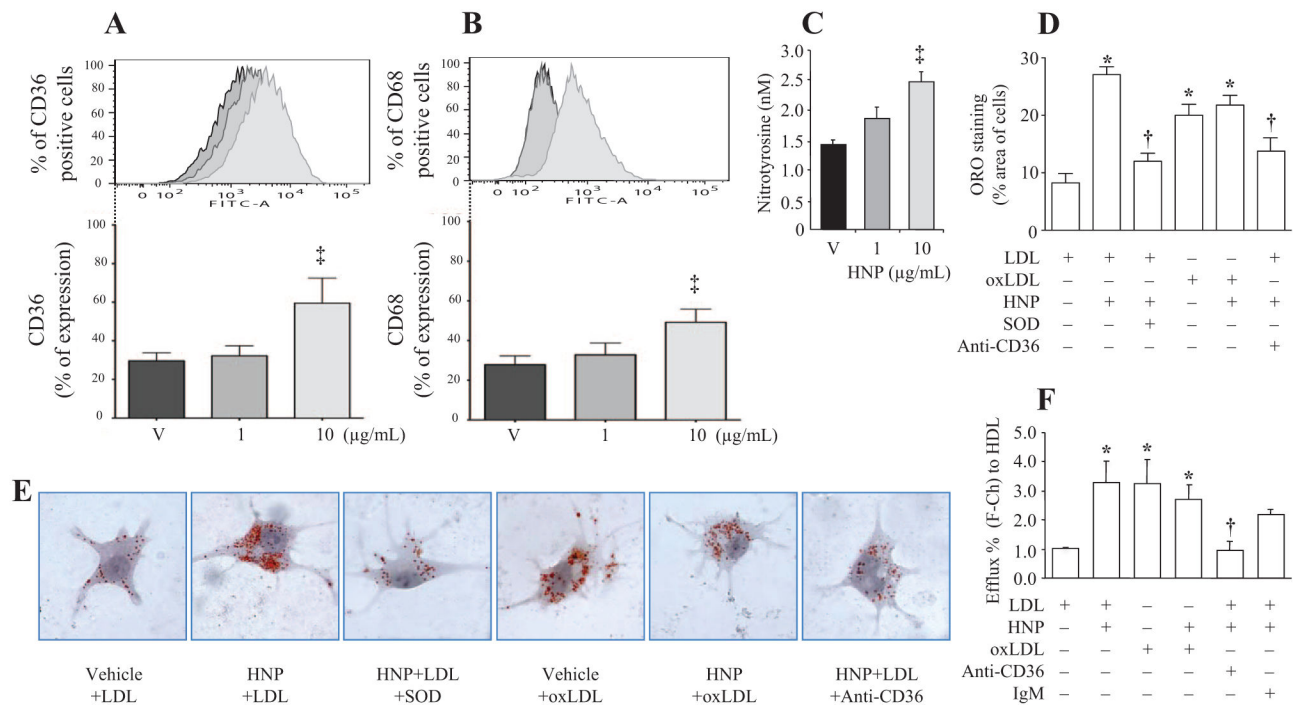 A
% of CD36
positive cells
100
80
60
40
20
0
0 10² 10³ 10⁴ 10⁵
FITC-A
CD36
(% of expression)
100
80
60
40
20
0
‡
V 1 10 (µg/mL)
B
% of CD68
positive cells
100
80
60
40
20
0
0 10² 10³ 10⁴ 10⁵
FITC-A
CD68
(% of expression)
100
80
60
40
20
0
‡
V 1 10 (µg/mL)
C
Nitrotyrosine (nM)
3.0
2.5
2.0
1.5
1.0
0.5
0
‡
V 1 10
HNP (µg/mL)
D
ORO staining
(% area of cells)
30
20
10
0
* † * * †
LDL + + + – – +
oxLDL – – – + + –
HNP – + + – + +
SOD – – + – – –
Anti-CD36 – – – – – +
E
Vehicle
+LDL
HNP
+LDL
HNP+LDL
+SOD
Vehicle
+oxLDL
HNP
+oxLDL
HNP+LDL
+Anti-CD36
F
Efflux % (F-Ch) to HDL
5.0
4.0
3.0
2.0
1.0
0.0
* * * †
LDL + + – – + +
HNP – + – + + +
oxLDL – – + + – –
Anti-CD36 – – – – + –
IgM – – – – – +